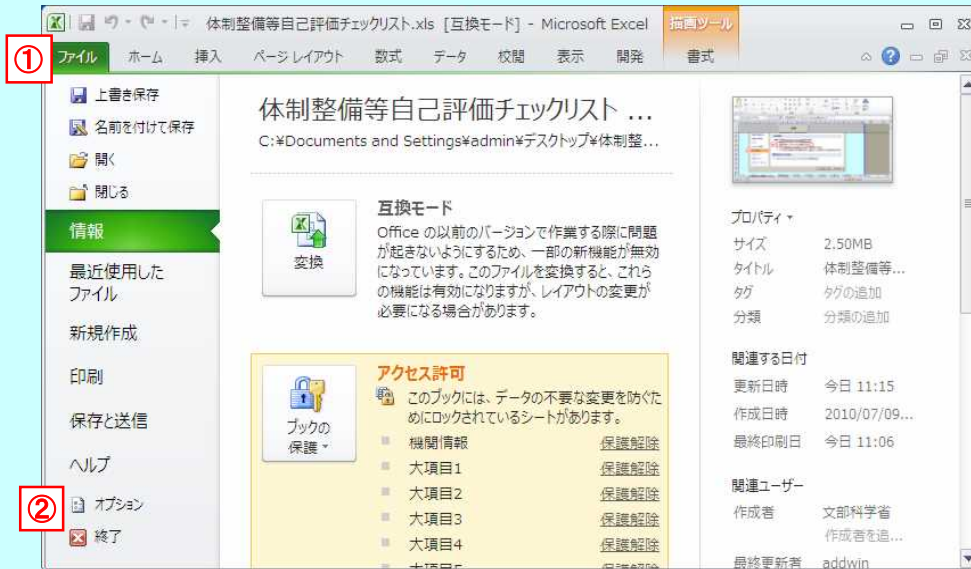 体制整備等自己評価チェックリスト.xls [互換モード] - Microsoft Excel
描画ツール
①
ファイル ホーム 挿入 ページ レイアウト 数式 データ 校閲 表示 開発 書式
上書き保存
名前を付けて保存
開く
閉じる
情報
最近使用した
ファイル
新規作成
印刷
保存と送信
ヘルプ
②
オプション
終了
体制整備等自己評価チェックリスト ...
C:¥Documents and Settings¥admin¥デスクトップ¥体制整...
変換
互換モード
Office の以前のバージョンで作業する際に問題
が起きないようにするため、一部の新機能が無効
になっています。このファイルを変換すると、これら
の機能は有効になりますが、レイアウトの変更が
必要になる場合があります。
ブックの
保護
アクセス許可
このブックには、データの不要な変更を防ぐた
めにロックされているシートがあります。
機関情報 保護解除
大項目1 保護解除
大項目2 保護解除
大項目3 保護解除
大項目4 保護解除
大項目5 保護解除
プロパティ
サイズ 2.50MB
タイトル 体制整備等...
タグ タグの追加
分類 分類の追加
関連する日付
更新日時 今日 11:15
作成日時 2010/07/09...
最終印刷日 今日 11:06
関連ユーザー
作成者 文部科学省
作成者を追...
最終更新者 addwin